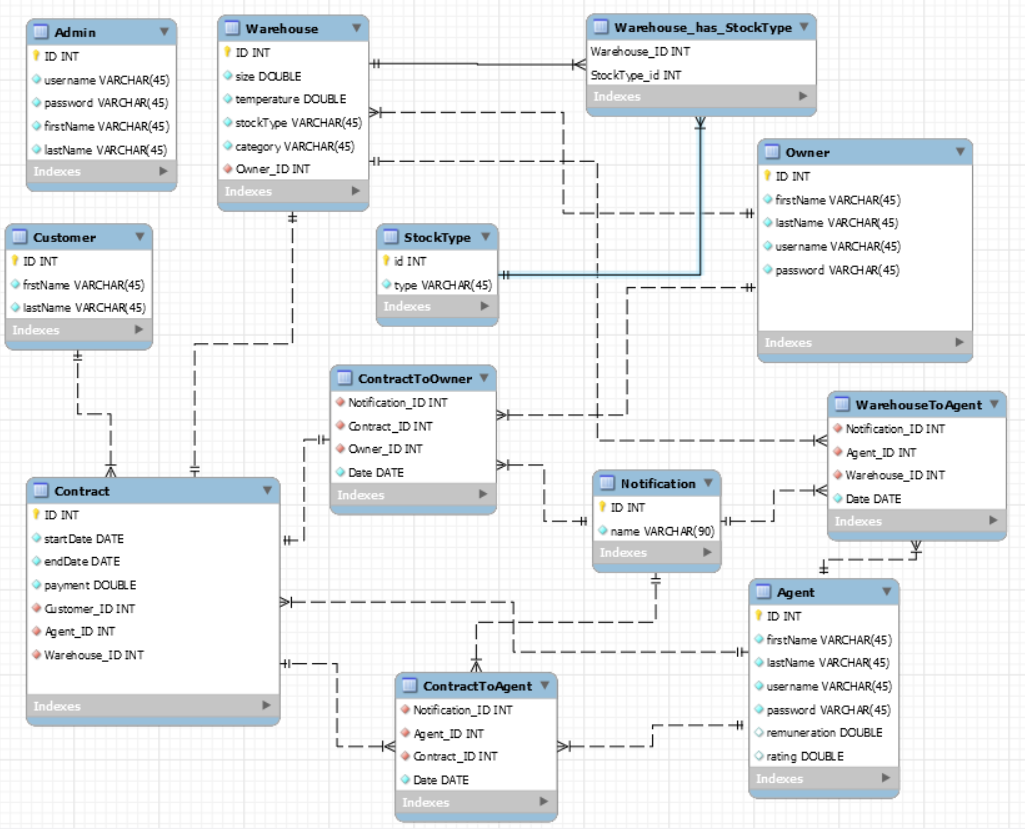 Admin
ID INT
username VARCHAR(45)
password VARCHAR(45)
firstName VARCHAR(45)
lastName VARCHAR(45)
Indexes
Warehouse
ID INT
size DOUBLE
temperature DOUBLE
stockType VARCHAR(45)
category VARCHAR(45)
Owner_ID INT
Indexes
Warehouse_has_StockType
Warehouse_ID INT
StockType_id INT
Indexes
Owner
ID INT
firstName VARCHAR(45)
lastName VARCHAR(45)
username VARCHAR(45)
password VARCHAR(45)
Indexes
Customer
ID INT
frstName VARCHAR(45)
lastName VARCHAR(45)
Indexes
StockType
id INT
type VARCHAR(45)
Indexes
ContractToOwner
Notification_ID INT
Contract_ID INT
Owner_ID INT
Date DATE
Indexes
WarehouseToAgent
Notification_ID INT
Agent_ID INT
Warehouse_ID INT
Date DATE
Indexes
Contract
ID INT
startDate DATE
endDate DATE
payment DOUBLE
Customer_ID INT
Agent_ID INT
Warehouse_ID INT
Indexes
Notification
ID INT
name VARCHAR(90)
Indexes
Agent
ID INT
firstName VARCHAR(45)
lastName VARCHAR(45)
username VARCHAR(45)
password VARCHAR(45)
remuneration DOUBLE
rating DOUBLE
Indexes
ContractToAgent
Notification_ID INT
Agent_ID INT
Contract_ID INT
Date DATE
Indexes